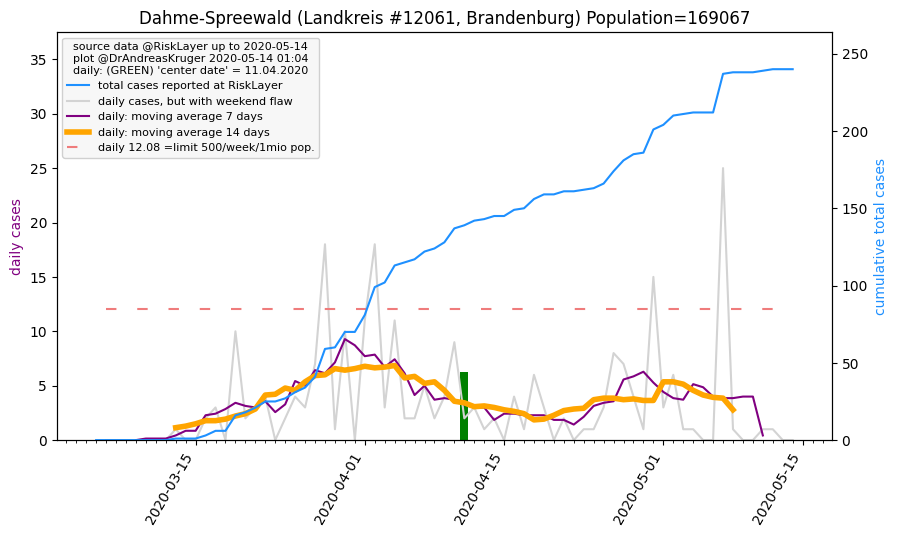 Dahme-Spreewald (Landkreis #12061, Brandenburg) Population=169067
source data @RiskLayer up to 2020-05-14
plot @DrAndreasKruger 2020-05-14 01:04
daily: (GREEN) 'center date' = 11.04.2020
total cases reported at RiskLayer
daily cases, but with weekend flaw
daily: moving average 7 days
daily: moving average 14 days
daily 12.08 =limit 500/week/1mio pop.
daily cases
35
30
25
20
15
10
5
0
250
200
150
100
50
0
cumulative total cases
2020-03-15
2020-04-01
2020-04-15
2020-05-01
2020-05-15